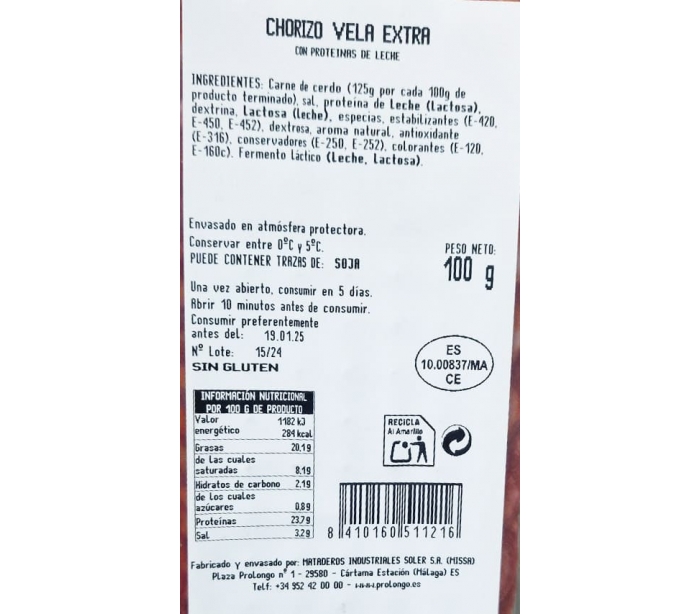 CHORIZO VELA EXTRA
CON PROTEINAS DE LECHE
INGREDIENTES: Carne de cerdo (125g por cada 100g de
producto terminado), sal, proteína de Leche (Lactosa),
dextrina, Lactosa (leche), especias, estabilizantes (E-420,
E-450, E-452), dextrosa, aroma natural, antioxidante
(E-316), conservadores (E-250, E-252), colorantes (E-120,
E-160c). Fermento láctico (Leche, Lactosa).
Envasado en atmósfera protectora.
Conservar entre 0ºC y 5ºC.
PUEDE CONTENER TRAZAS DE: SOJA
PESO NETO:
100 g
Una vez abierto, consumir en 5 días.
Abrir 10 minutos antes de consumir.
Consumir preferentemente
antes del: 19.01.25
Nº Lote: 15/24
SIN GLUTEN
ES
10.00837/MA
CE
INFORMACIÓN NUTRICIONAL
POR 100 G DE PRODUCTO
Valor 1182 kJ
energético 284 kcal
Grasas 20,1g
de las cuales
saturadas 8,1g
Hidratos de carbono 2,1g
de los cuales
azúcares 0,8g
Proteínas 23,7g
Sal 3,2g
RECICLA
Al Amarillo
8 410160 511216
Fabricado y envasado por: MATADEROS INDUSTRIALES SOLER S.A. (MISSA)
Plaza ProLongo nº 1 - 29580 - Cártama Estación (Málaga) ES
Telf: +34 952 42 00 00 - www.prolongo.es